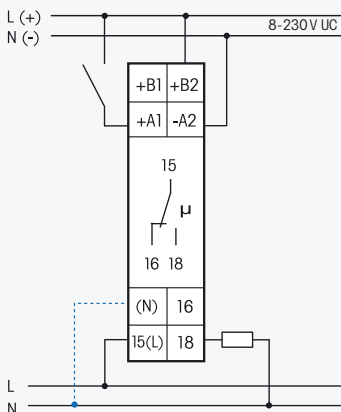 L (+)
8-230 V UC
N (-)
+B1 +B2
+A1 -A2
15
µ
16 18
(N) 16
15(L) 18
L
N